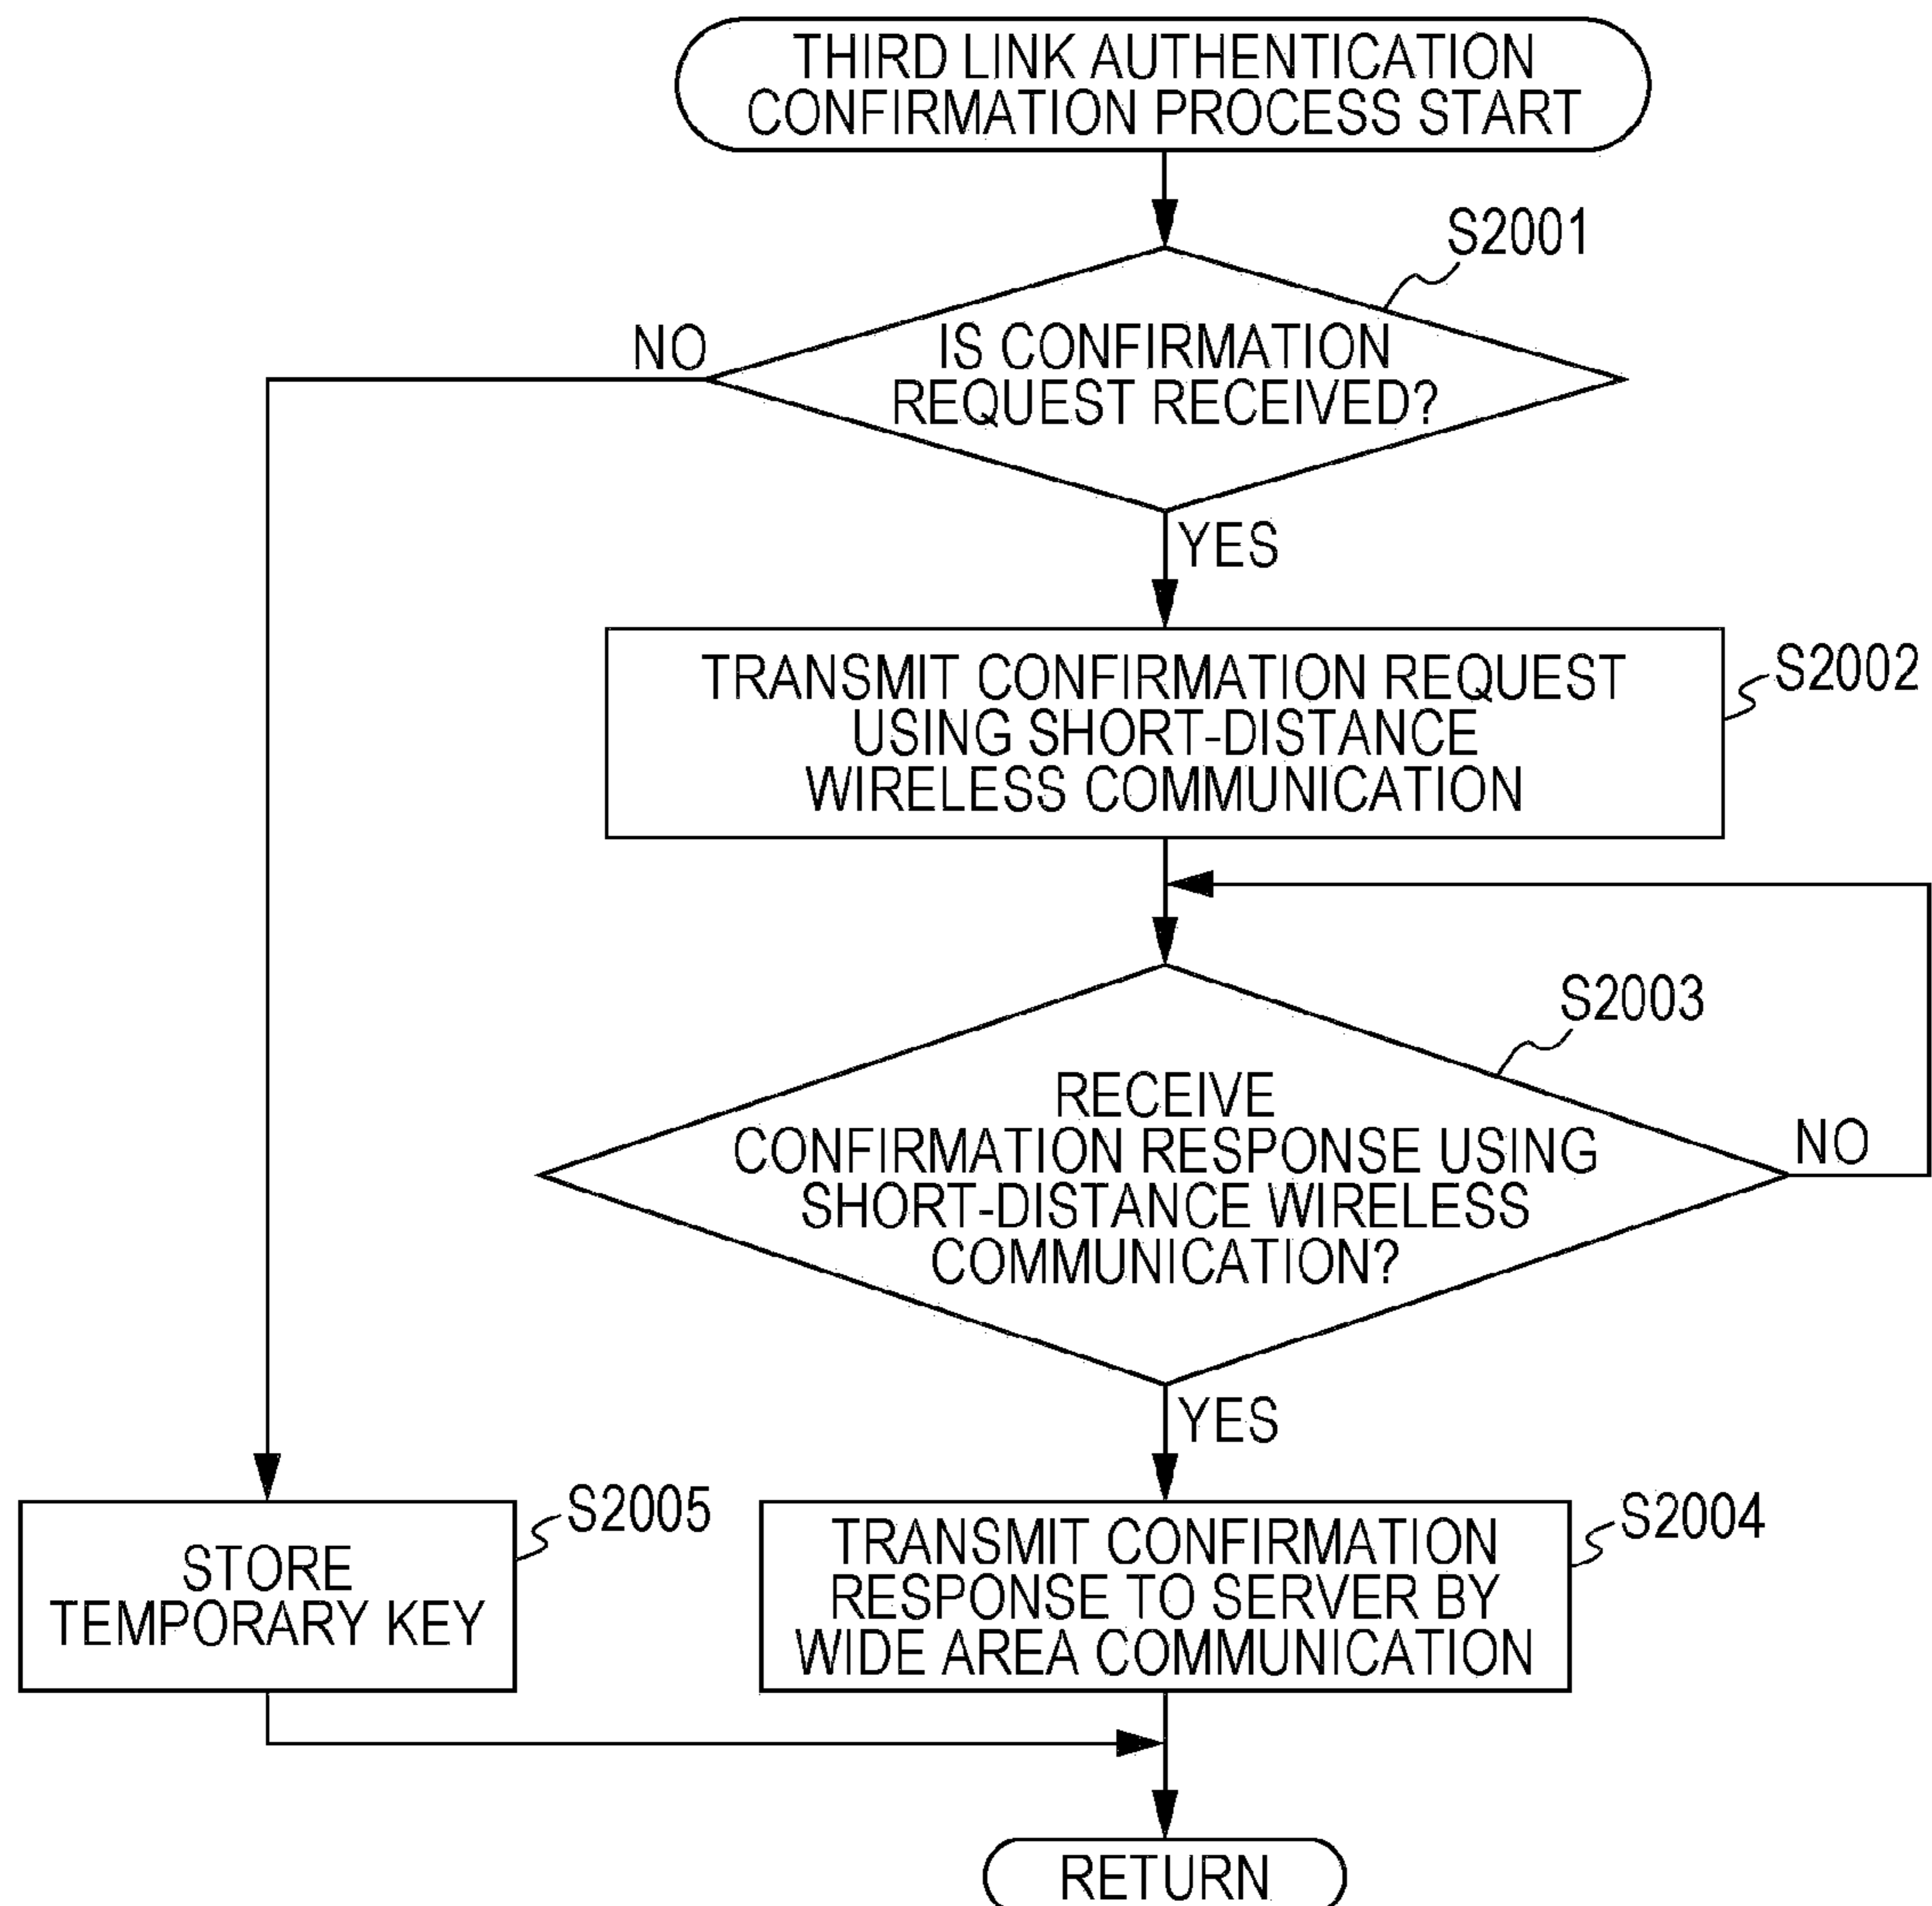 THIRD LINK AUTHENTICATION
CONFIRMATION PROCESS START
S2001
NO
IS CONFIRMATION
REQUEST RECEIVED?
YES
TRANSMIT CONFIRMATION REQUEST
USING SHORT-DISTANCE
WIRELESS COMMUNICATION
S2002
S2003
RECEIVE
CONFIRMATION RESPONSE USING
SHORT-DISTANCE WIRELESS
COMMUNICATION?
NO
YES
STORE
TEMPORARY KEY
S2005
TRANSMIT CONFIRMATION
RESPONSE TO SERVER BY
WIDE AREA COMMUNICATION
S2004
RETURN